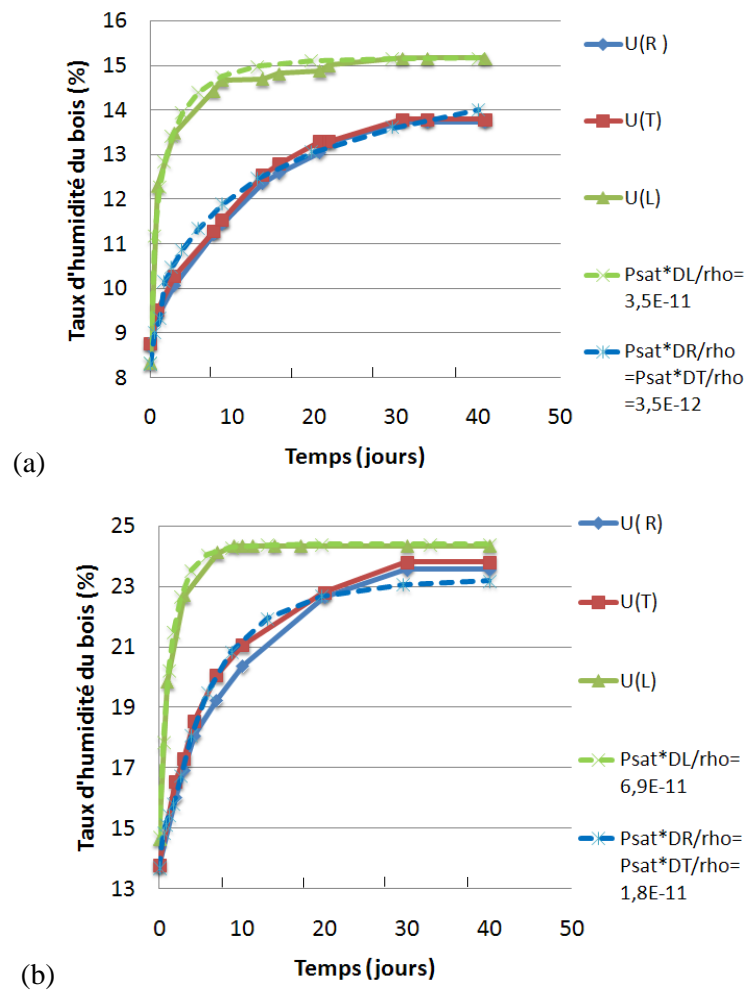 16
15
14
13
12
11
10
9
8
0
10
20
30
40
50
Taux d'humidité du bois (%)
Temps (jours)
U(R )
U(T)
U(L)
Psat*DL/rho=
3,5E-11
Psat*DR/rho
=Psat*DT/rho
=3,5E-12
(a)
25
23
21
19
17
15
13
0
10
20
30
40
50
Taux d'humidité du bois (%)
Temps (jours)
U( R)
U(T)
U(L)
Psat*DL/rho=
6,9E-11
Psat*DR/rho=
Psat*DT/rho=
1,8E-11
(b)